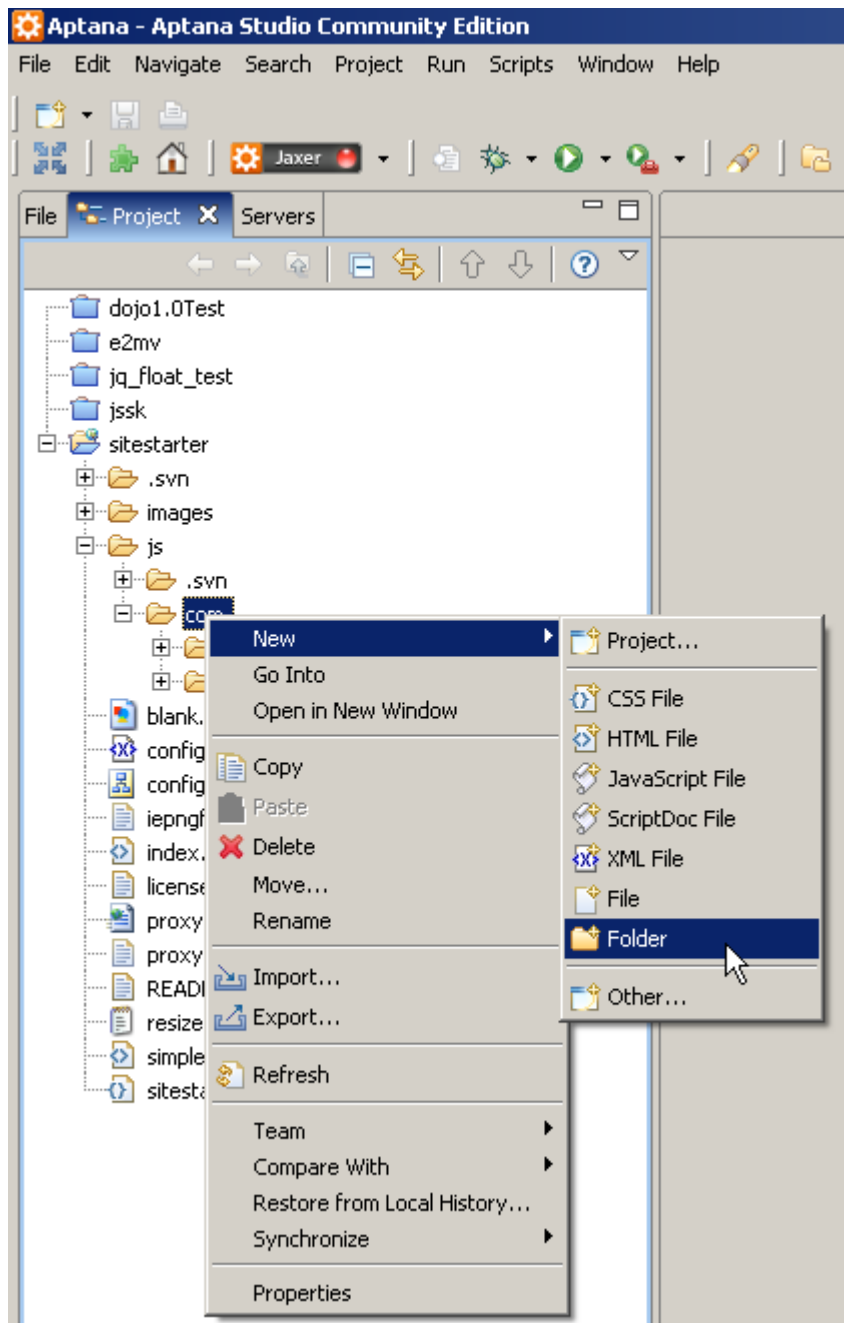 Aptana - Aptana Studio Community Edition
File Edit Navigate Search Project Run Scripts Window Help
Jaxer
File Project Servers
dojo1.0Test
e2mv
jq_float_test
jssk
sitestarter
.svn
images
js
.svn
com
New
Go Into
Open in New Window
Copy
Paste
Delete
Move...
Rename
Import...
Export...
Refresh
Team
Compare With
Restore from Local History...
Synchronize
Properties
Project...
CSS File
HTML File
JavaScript File
ScriptDoc File
XML File
File
Folder
Other...
blank.
config
config
iepngf
index.
license
proxy
proxy
READ
resize
simple
sitesta